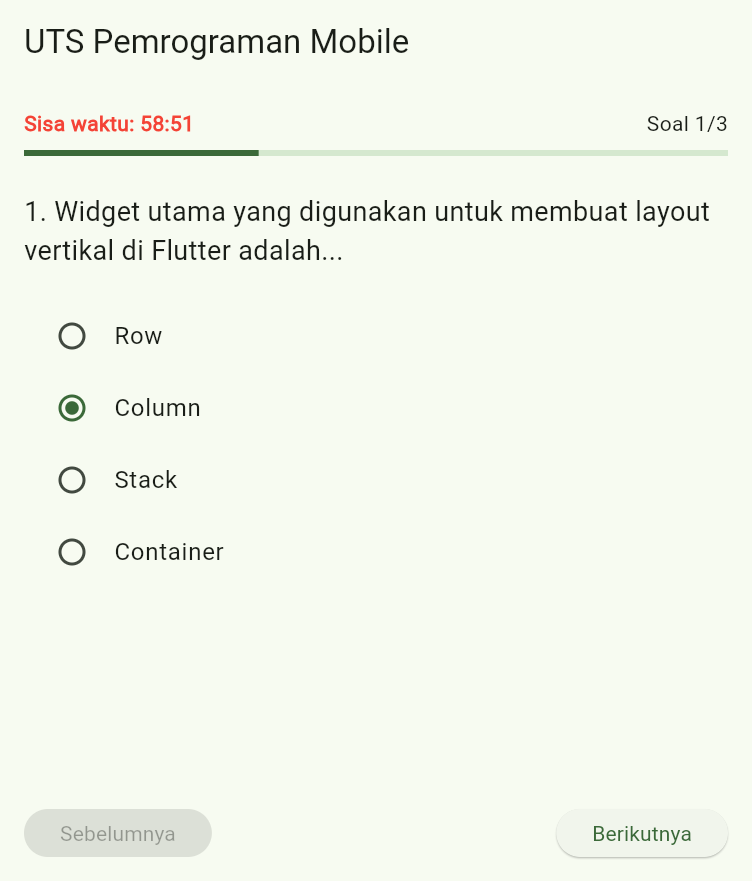 UTS Pemrograman Mobile
Sisa waktu: 58:51
Soal 1/3
1. Widget utama yang digunakan untuk membuat layout
vertikal di Flutter adalah...
Row
Column
Stack
Container
Sebelumnya
Berikutnya